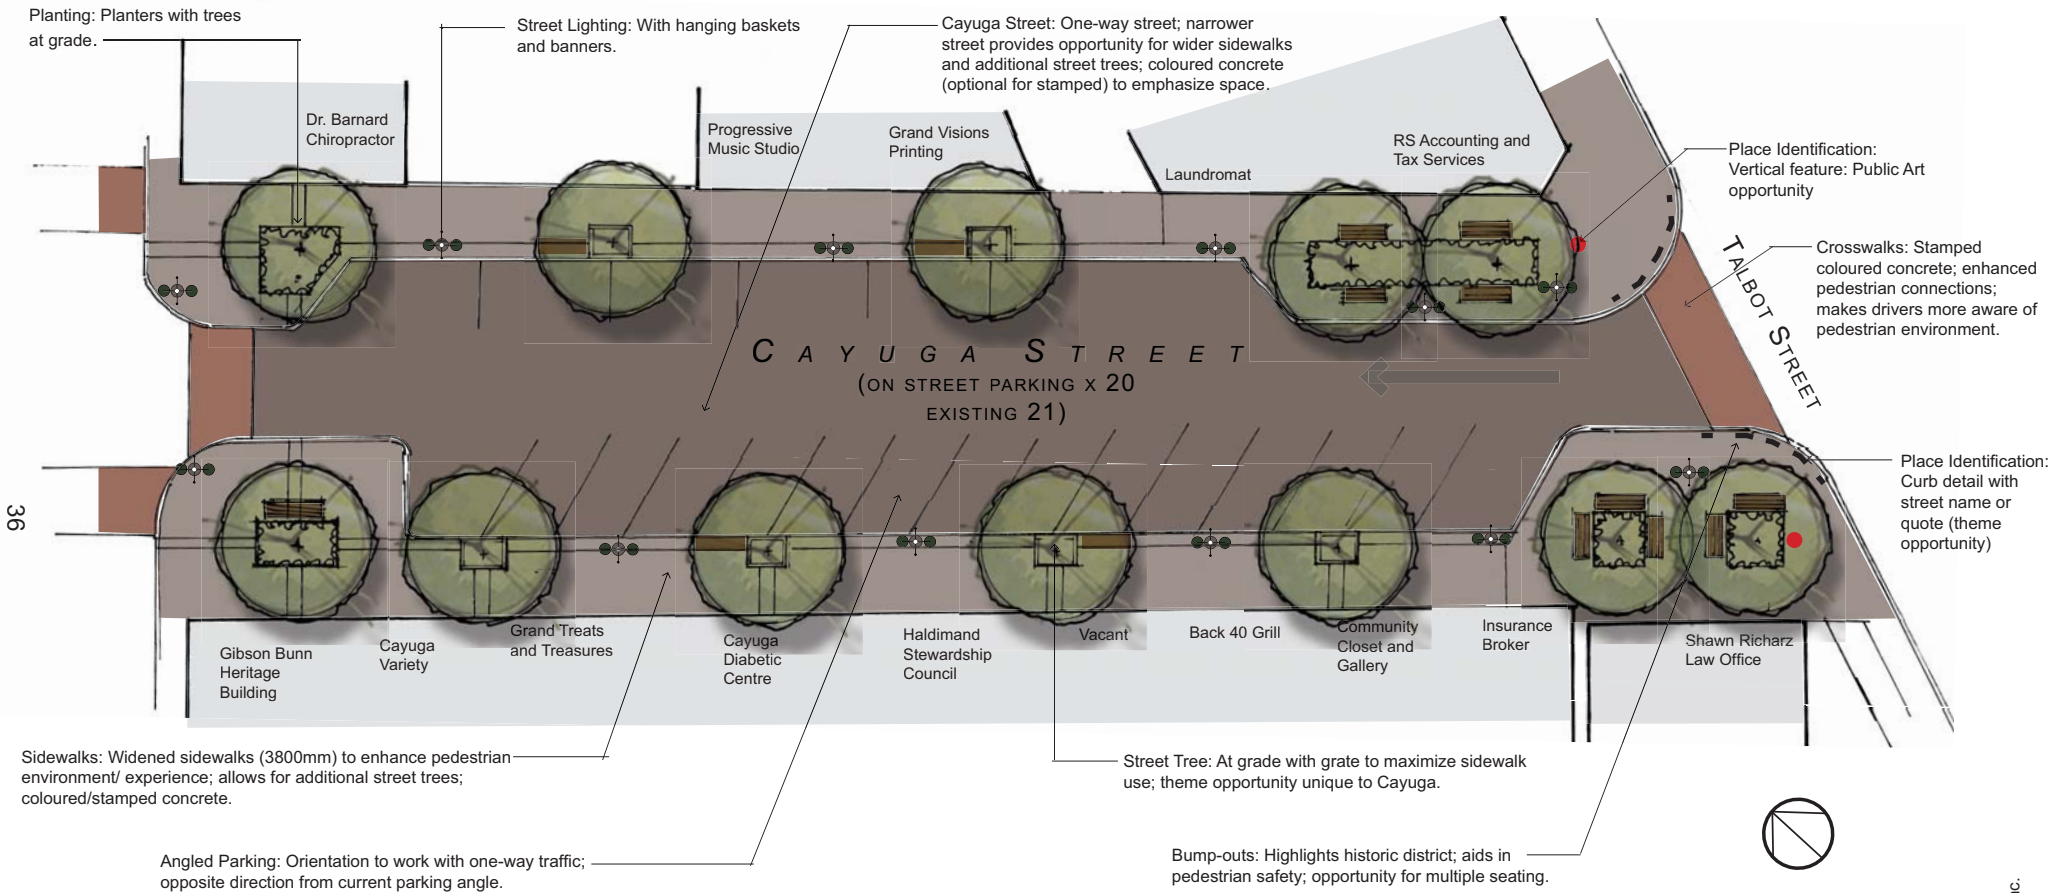 Planting: Planters with trees
at grade.
Street Lighting: With hanging baskets
and banners.
Cayuga Street: One-way street; narrower
street provides opportunity for wider sidewalks
and additional street trees; coloured concrete
(optional for stamped) to emphasize space.
Dr. Barnard
Chiropractor
Progressive
Music Studio
Grand Visions
Printing
Laundromat
RS Accounting and
Tax Services
Place Identification:
Vertical feature: Public Art
opportunity
Crosswalks: Stamped
coloured concrete; enhanced
pedestrian connections;
makes drivers more aware of
pedestrian environment.
TALBOT STREET
CAYUGA STREET
(ON STREET PARKING X 20
EXISTING 21)
Place Identification:
Curb detail with
street name or
quote (theme
opportunity)
36
Gibson Bunn
Heritage
Building
Cayuga
Variety
Grand Treats
and Treasures
Cayuga
Diabetic
Centre
Haldimand
Stewardship
Council
Vacant
Back 40 Grill
Community
Closet and
Gallery
Insurance
Broker
Shawn Richarz
Law Office
Sidewalks: Widened sidewalks (3800mm) to enhance pedestrian
environment/ experience; allows for additional street trees;
coloured/stamped concrete.
Street Tree: At grade with grate to maximize sidewalk
use; theme opportunity unique to Cayuga.
Angled Parking: Orientation to work with one-way traffic;
opposite direction from current parking angle.
Bump-outs: Highlights historic district; aids in
pedestrian safety; opportunity for multiple seating.
nc.